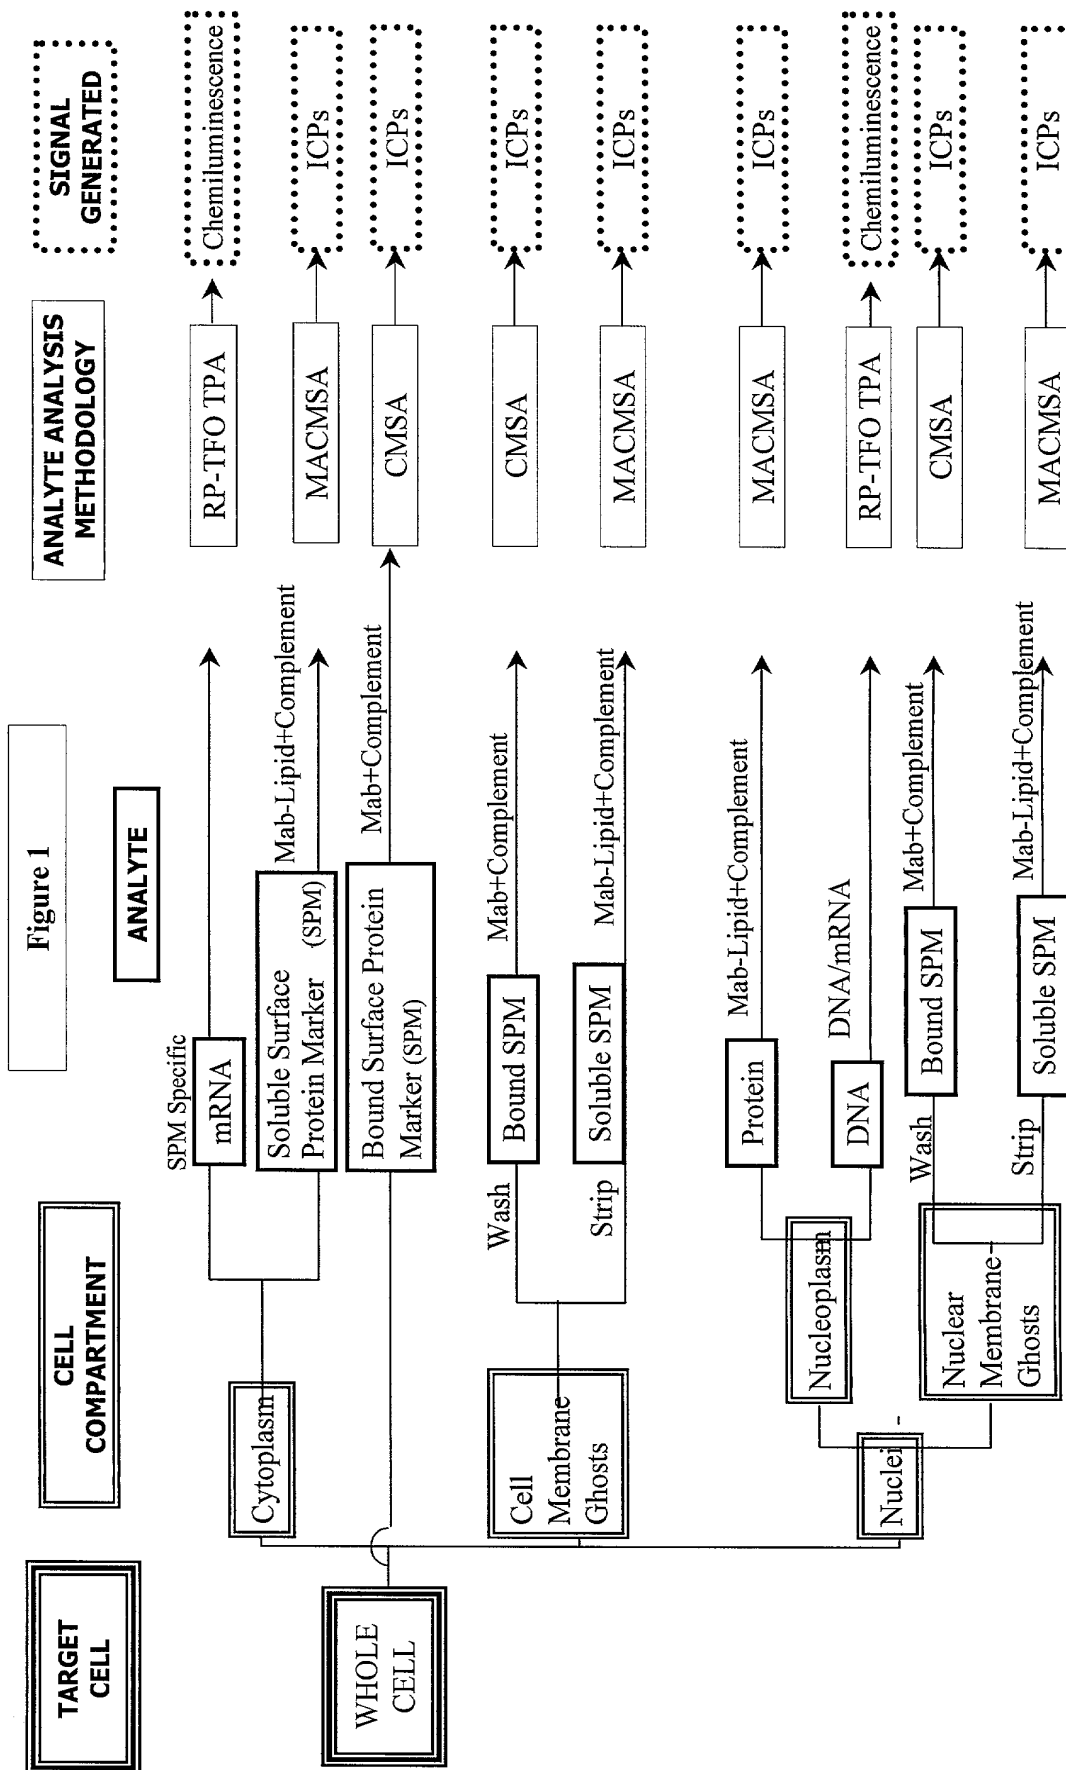 Figure 1
TARGET
CELL
CELL
COMPARTMENT
ANALYTE
ANALYTE ANALYSIS
METHODOLOGY
SIGNAL
GENERATED
WHOLE
CELL
Cytoplasm
SPM Specific
mRNA
RP-TFO TPA
Chemiluminescence
Soluble Surface
Protein Marker (SPM)
Mab-Lipid+Complement
MACMSA
ICPs
Bound Surface Protein
Marker (SPM)
Mab+Complement
CMSA
ICPs
Cell
Membrane
Ghosts
Wash
Bound SPM
Mab+Complement
CMSA
ICPs
Strip
Soluble SPM
Mab-Lipid+Complement
MACMSA
ICPs
Nuclei
Nucleoplasm
Protein
Mab-Lipid+Complement
MACMSA
ICPs
DNA
DNA/mRNA
RP-TFO TPA
Chemiluminescence
Nuclear
Membrane
Ghosts
Wash
Bound SPM
Mab+Complement
CMSA
ICPs
Strip
Soluble SPM
Mab-Lipid+Complement
MACMSA
ICPs